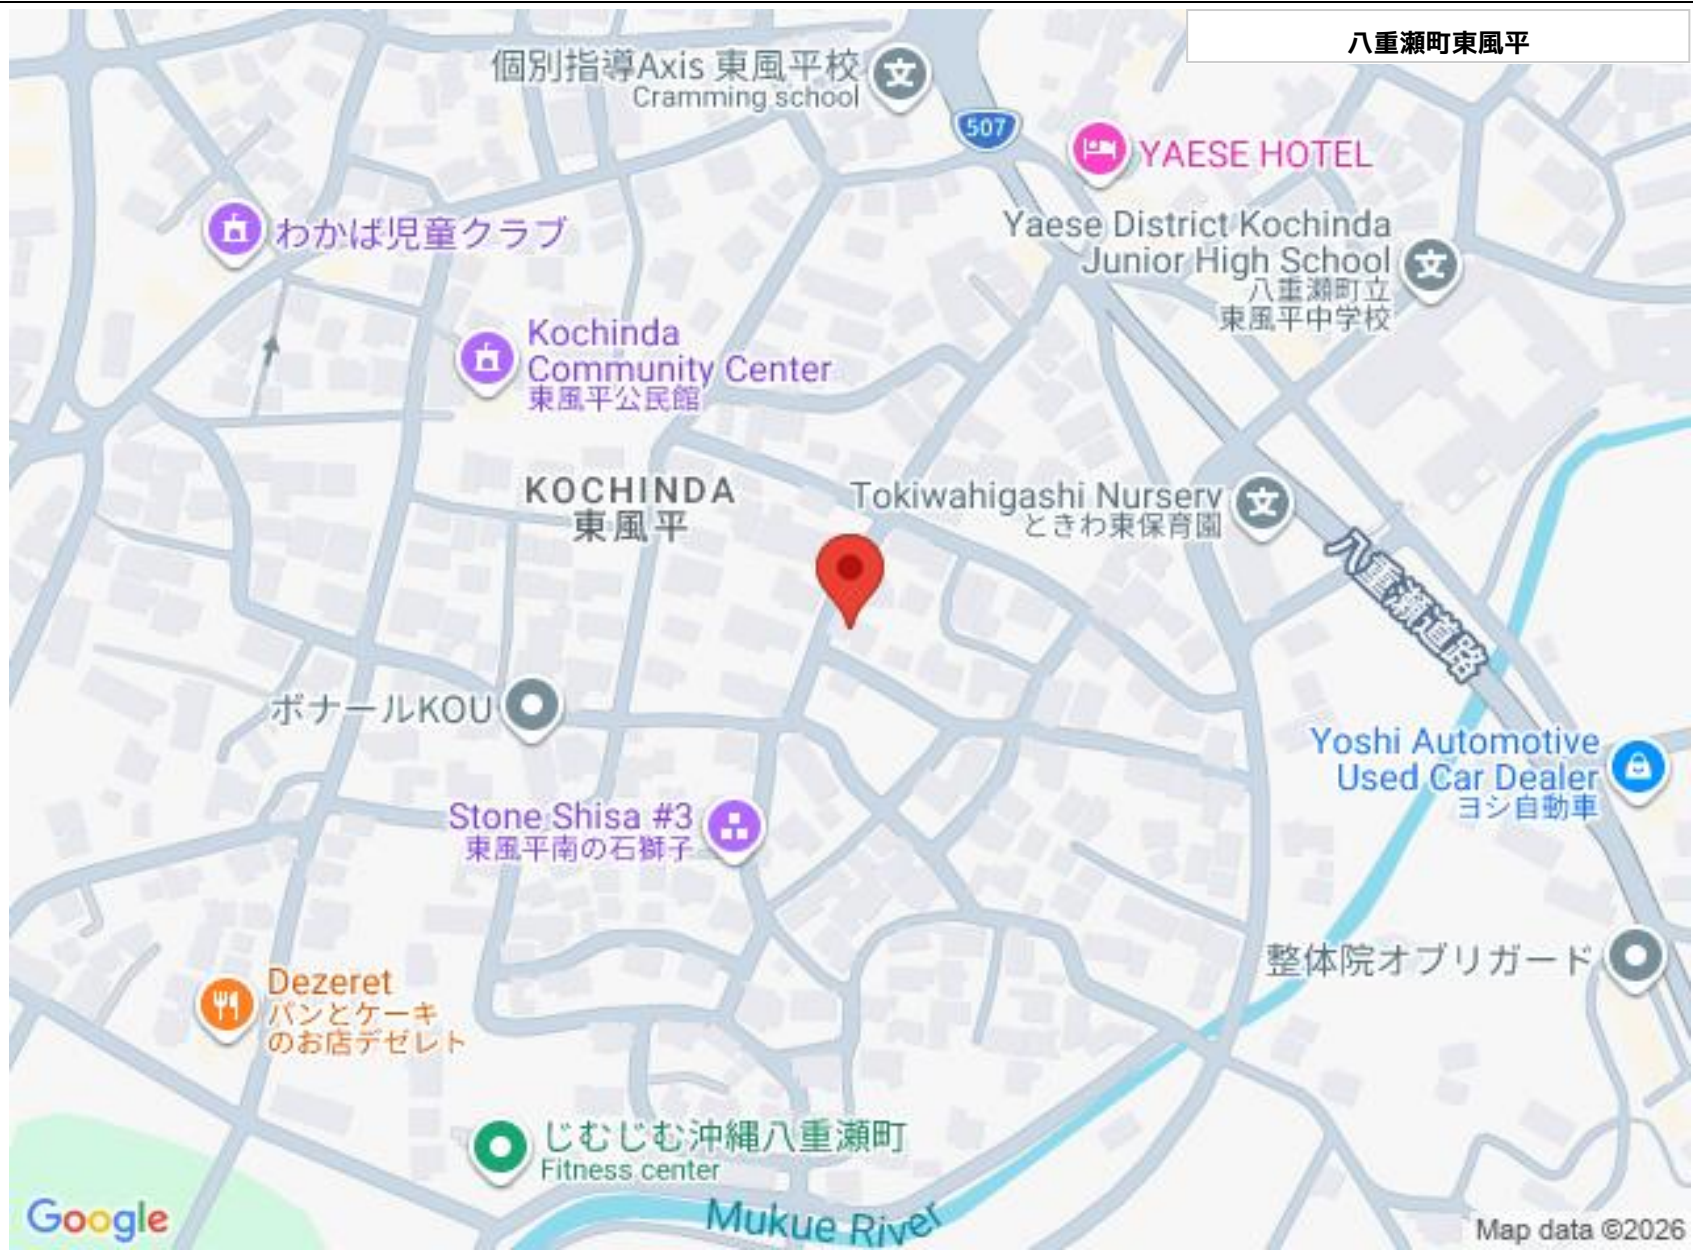 八重瀬町東風平
個別指導Axis 東風平校
Cramming school
507
YAESE HOTEL
わかば児童クラブ
Yaese District Kochinda
Junior High School
八重瀬町立
東風平中学校
Kochinda
Community Center
東風平公民館
KOCHINDA
東風平
Tokiwahigashi Nursery
ときわ東保育園
八重瀬道路
ボナールKOU
Yoshi Automotive
Used Car Dealer
ヨシ自動車
Stone Shisa #3
東風平南の石獅子
整体院オブリガード
Dezeret
パンとケーキ
のお店デゼレト
じむじむ沖縄八重瀬町
Fitness center
Mukue River
Google
Map data ©2026